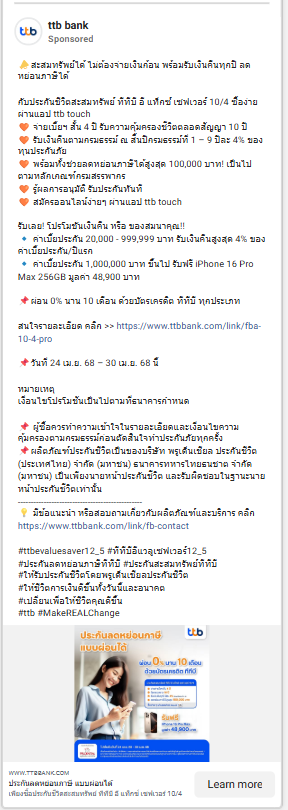 ttb bank
Sponsored
สะสมทรัพย์ได้ ไม่ต้องจ่ายเงินก้อน พร้อมรับเงินคืนทุกปี ลด
หย่อนภาษีได้
กับประกันชีวิตสะสมทรัพย์ ทีทีบี อี แท็กซ์ เซฟเวอร์ 10/4 ซื้อง่าย
ผ่านแอป ttb touch
🧡 จ่ายเบี้ยฯ สั้น 4 ปี รับความคุ้มครองชีวิตตลอดสัญญา 10 ปี
🧡 รับเงินคืนตามกรมธรรม์ ณ สิ้นปีกรมธรรม์ที่ 1 – 9 ปีละ 4% ของ
ทุนประกันภัย
🧡 พร้อมทั้งช่วยลดหย่อนภาษีได้สูงสุด 100,000 บาท! เป็นไป
ตามหลักเกณฑ์กรมสรรพากร
🧡 รู้ผลการอนุมัติ รับประกันทันที
🧡 สมัครออนไลน์ง่ายๆ ผ่านแอป ttb touch
รับเลย! โปรโมชันเงินคืน หรือ ของสมนาคุณ!!
🔹 ค่าเบี้ยประกัน 20,000 - 999,999 บาท รับเงินคืนสูงสุด 4% ของ
ค่าเบี้ยประกัน/ปีแรก
🔹 ค่าเบี้ยประกัน 1,000,000 บาท ขึ้นไป รับฟรี iPhone 16 Pro
Max 256GB มูลค่า 48,900 บาท
📌 ผ่อน 0% นาน 10 เดือน ด้วยบัตรเครดิต ทีทีบี ทุกประเภท
สนใจรายละเอียด คลิก >> https://www.ttbbank.com/link/fba-
10-4-pro
📌 วันที่ 24 เม.ย. 68 – 30 เม.ย. 68 นี้
หมายเหตุ
เงื่อนไขโปรโมชันเป็นไปตามที่ธนาคารกำหนด
📌 ผู้ซื้อควรทำความเข้าใจในรายละเอียดและเงื่อนไขความ
คุ้มครองตามกรมธรรม์ก่อนตัดสินใจทำประกันภัยทุกครั้ง
📌 ผลิตภัณฑ์ประกันชีวิตเป็นของบริษัท พรูเด็นเชียล ประกันชีวิต
(ประเทศไทย) จำกัด (มหาชน) ธนาคารทหารไทยธนชาต จำกัด
(มหาชน) เป็นเพียงนายหน้าประกันชีวิต และรับผิดชอบในฐานะนาย
หน้าประกันชีวิตเท่านั้น
----------------------------------------
💡 มีข้อแนะนำ หรือสอบถามเกี่ยวกับผลิตภัณฑ์และบริการ คลิก
https://www.ttbbank.com/link/fb-contact
#ttbevaluesaver12_5 #ทีทีบีอีแวลูเซฟเวอร์12_5
#ประกันลดหย่อนภาษีทีทีบี #ประกันสะสมทรัพย์ทีทีบี
#ให้รับประกันชีวิตโดยพรูเด็นเชียลประกันชีวิต
#ให้ชีวิตการเงินดีขึ้นทั้งวันนี้และอนาคต
#เปลี่ยนเพื่อให้ชีวิตคุณดีขึ้น
#ttb #MakeREALChange
ประกันลดหย่อนภาษี
แบบผ่อนได้
ttb
ผ่อน 0% นาน 10 เดือน
ด้วยบัตรเครดิต ทีทีบี
รับฟรี
48,900 บาท
WWW.TTBBANK.COM
ประกันลดหย่อนภาษี แบบผ่อนได้
เพียงซื้อประกันชีวิตสะสมทรัพย์ ทีทีบี อี แท็กซ์ เซฟเวอร์ 10/4
Learn more